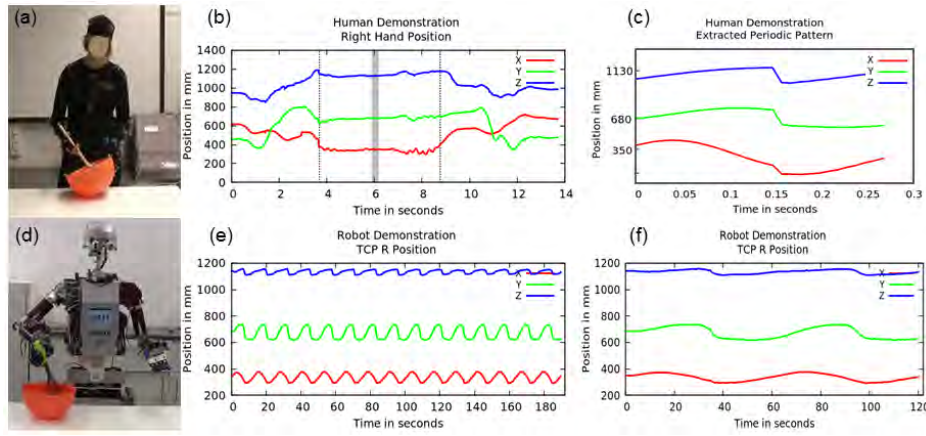 (a)
(b)
Human Demonstration
Right Hand Position
X
Y
Z
Position in mm
1400
1200
1000
800
600
400
200
0
0 2 4 6 8 10 12 14
Time in seconds
(c)
Human Demonstration
Extracted Periodic Pattern
X
Y
Z
Position in mm
1130
680
350
0 0.05 0.1 0.15 0.2 0.25 0.3
Time in seconds
(d)
(e)
Robot Demonstration
TCP R Position
X
Y
Z
Position in mm
1200
1000
800
600
400
200
0 20 40 60 80 100 120 140 160 180
Time in seconds
(f)
Robot Demonstration
TCP R Position
X
Y
Z
Position in mm
1200
1000
800
600
400
200
0 20 40 60 80 100 120
Time in seconds